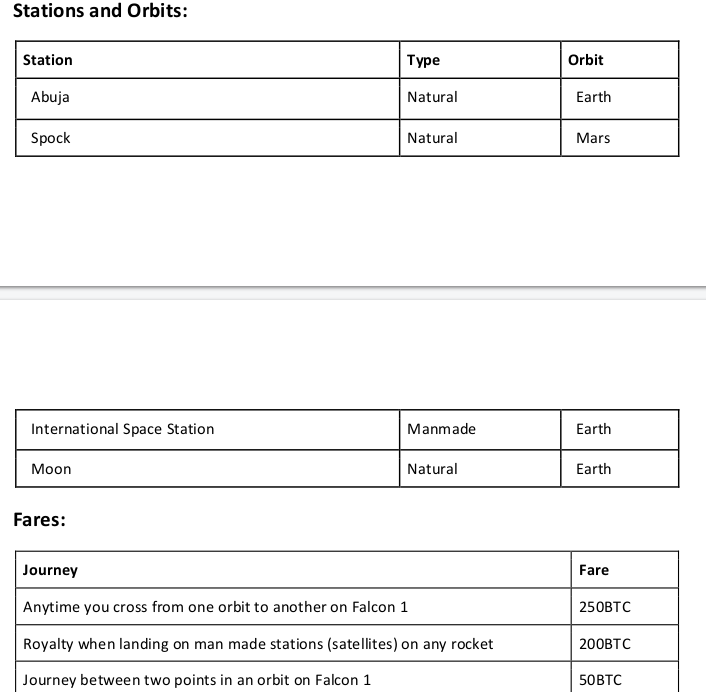 Stations and Orbits:
Station Type Orbit
Abuja Natural Earth
Spock Natural Mars
International Space Station Manmade Earth
Moon Natural Earth
Fares:
Journey Fare
Anytime you cross from one orbit to another on Falcon 1 250BTC
Royalty when landing on man made stations (satellites) on any rocket 200BTC
Journey between two points in an orbit on Falcon 1 50BTC